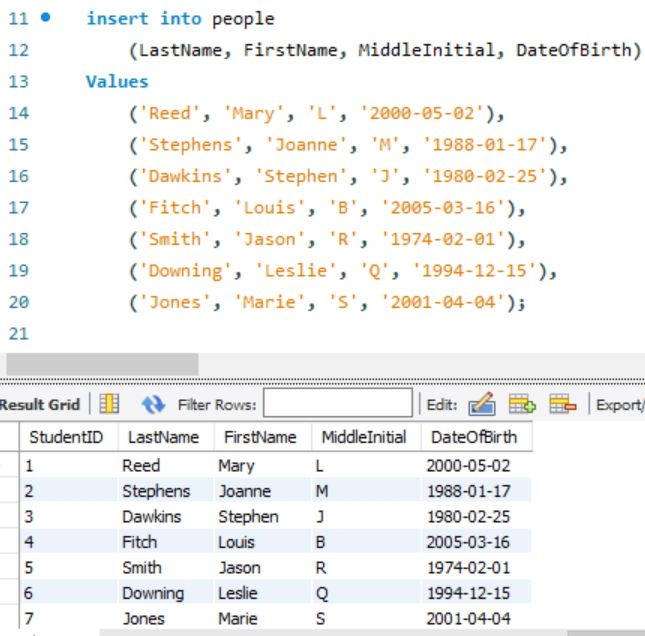 11 insert into people
12 (LastName, FirstName, MiddleInitial, DateOfBirth)
13 Values
14 ('Reed', 'Mary', 'L', '2000-05-02'),
15 ('Stephens', 'Joanne', 'M', '1988-01-17'),
16 ('Dawkins', 'Stephen', 'J', '1980-02-25'),
17 ('Fitch', 'Louis', 'B', '2005-03-16'),
18 ('Smith', 'Jason', 'R', '1974-02-01'),
19 ('Downing', 'Leslie', 'Q', '1994-12-15'),
20 ('Jones', 'Marie', 'S', '2001-04-04');
21
Result Grid Filter Rows: Edit: Export/
StudentID LastName FirstName MiddleInitial DateOfBirth
1 Reed Mary L 2000-05-02
2 Stephens Joanne M 1988-01-17
3 Dawkins Stephen J 1980-02-25
4 Fitch Louis B 2005-03-16
5 Smith Jason R 1974-02-01
6 Downing Leslie Q 1994-12-15
7 Jones Marie S 2001-04-04